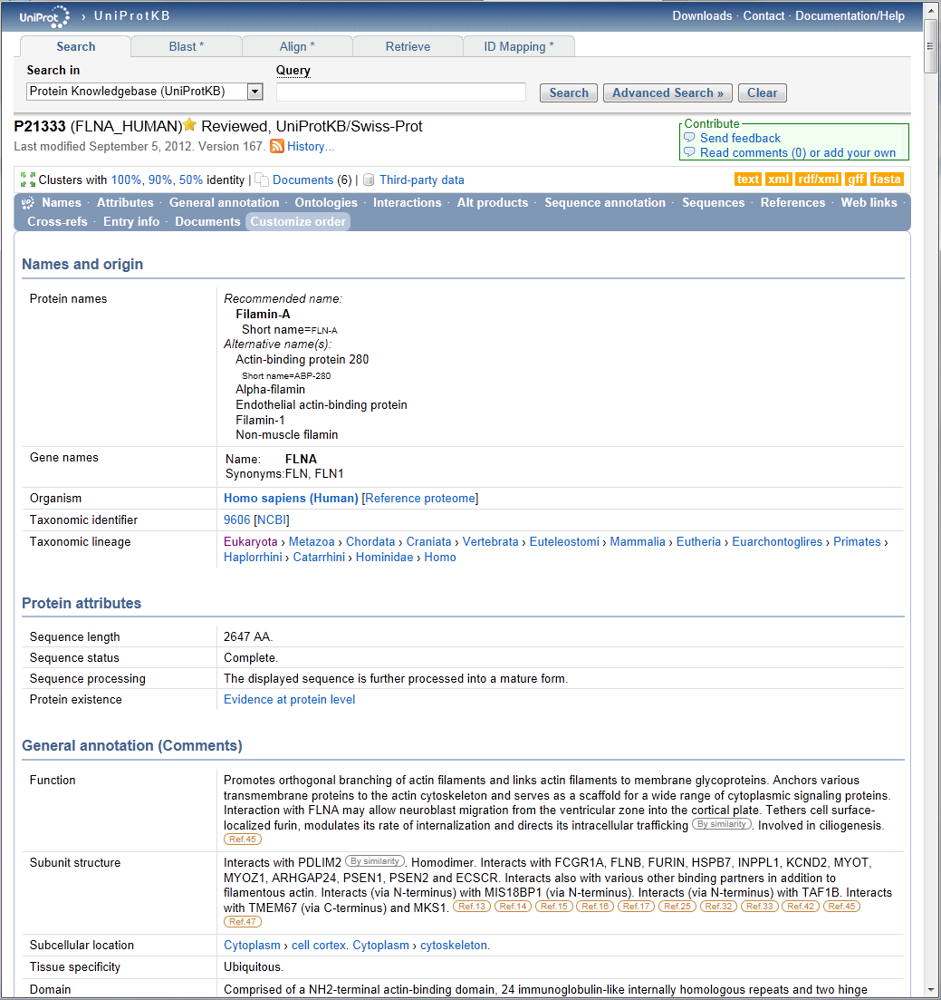 UniProt › UniProtKB Downloads · Contact · Documentation/Help
Search Blast * Align * Retrieve ID Mapping *
Search in Query
Protein Knowledgebase (UniProtKB) Search Advanced Search » Clear
P21333 (FLNA_HUMAN) Reviewed, UniProtKB/Swiss-Prot
Last modified September 5, 2012. Version 167. History...
Contribute
Send feedback
Read comments (0) or add your own
Clusters with 100%, 90%, 50% identity | Documents (6) | Third-party data text xml rdf/xml gff fasta
Names · Attributes · General annotation · Ontologies · Interactions · Alt products · Sequence annotation · Sequences · References · Web links ·
Cross-refs · Entry info · Documents Customize order
Names and origin
Protein names Recommended name:
Filamin-A
Short name=FLN-A
Alternative name(s):
Actin-binding protein 280
Short name=ABP-280
Alpha-filamin
Endothelial actin-binding protein
Filamin-1
Non-muscle filamin
Gene names Name: FLNA
Synonyms:FLN, FLN1
Organism Homo sapiens (Human) [Reference proteome]
Taxonomic identifier 9606 [NCBI]
Taxonomic lineage Eukaryota › Metazoa › Chordata › Craniata › Vertebrata › Euteleostomi › Mammalia › Eutheria › Euarchontoglires › Primates ›
Haplorrhini › Catarrhini › Hominidae › Homo
Protein attributes
Sequence length 2647 AA.
Sequence status Complete.
Sequence processing The displayed sequence is further processed into a mature form.
Protein existence Evidence at protein level
General annotation (Comments)
Function Promotes orthogonal branching of actin filaments and links actin filaments to membrane glycoproteins. Anchors various
transmembrane proteins to the actin cytoskeleton and serves as a scaffold for a wide range of cytoplasmic signaling proteins.
Interaction with FLNA may allow neuroblast migration from the ventricular zone into the cortical plate. Tethers cell surface-
localized furin, modulates its rate of internalization and directs its intracellular trafficking By similarity. Involved in ciliogenesis.
Ref.45
Subunit structure Interacts with PDLIM2 By similarity. Homodimer. Interacts with FCGR1A, FLNB, FURIN, HSPB7, INPPL1, KCND2, MYOT,
MYOZ1, ARHGAP24, PSEN1, PSEN2 and ECSCR. Interacts also with various other binding partners in addition to
filamentous actin. Interacts (via N-terminus) with MIS18BP1 (via N-terminus). Interacts (via N-terminus) with TAF1B. Interacts
with TMEM67 (via C-terminus) and MKS1. Ref.13 Ref.14 Ref.15 Ref.16 Ref.17 Ref.25 Ref.32 Ref.33 Ref.42 Ref.45
Ref.47
Subcellular location Cytoplasm › cell cortex. Cytoplasm › cytoskeleton.
Tissue specificity Ubiquitous.
Domain Comprised of a NH2-terminal actin-binding domain, 24 immunoglobulin-like internally homologous repeats and two hinge